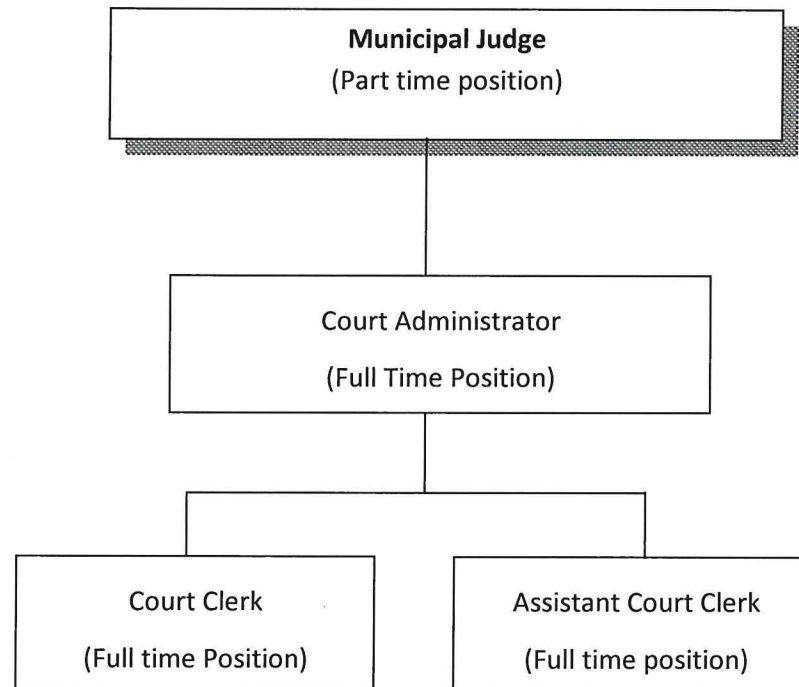 Municipal Judge
(Part time position)
Court Administrator
(Full Time Position)
Court Clerk
(Full time Position)
Assistant Court Clerk
(Full time position)